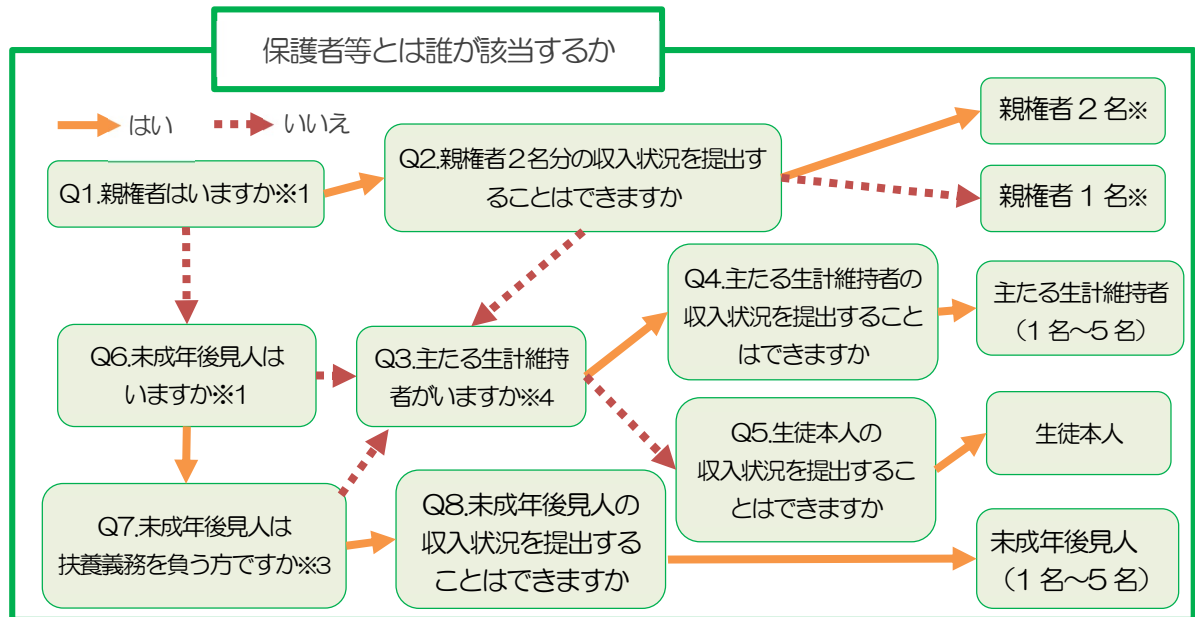 保護者等とは誰が該当するか
はい
いいえ
Q1.親権者はいますか※1
Q2.親権者２名分の収入状況を提出す
ることはできますか
親権者２名※
親権者１名※
Q6.未成年後見人は
いますか※1
Q3.主たる生計維持
者がいますか※4
Q4.主たる生計維持者の
収入状況を提出すること
はできますか
主たる生計維持者
（１名～５名）
Q5.生徒本人の
収入状況を提出するこ
とはできますか
生徒本人
Q7.未成年後見人は
扶養義務を負う方ですか※3
Q8.未成年後見人の
収入状況を提出する
ことはできますか
未成年後見人
（１名～５名）